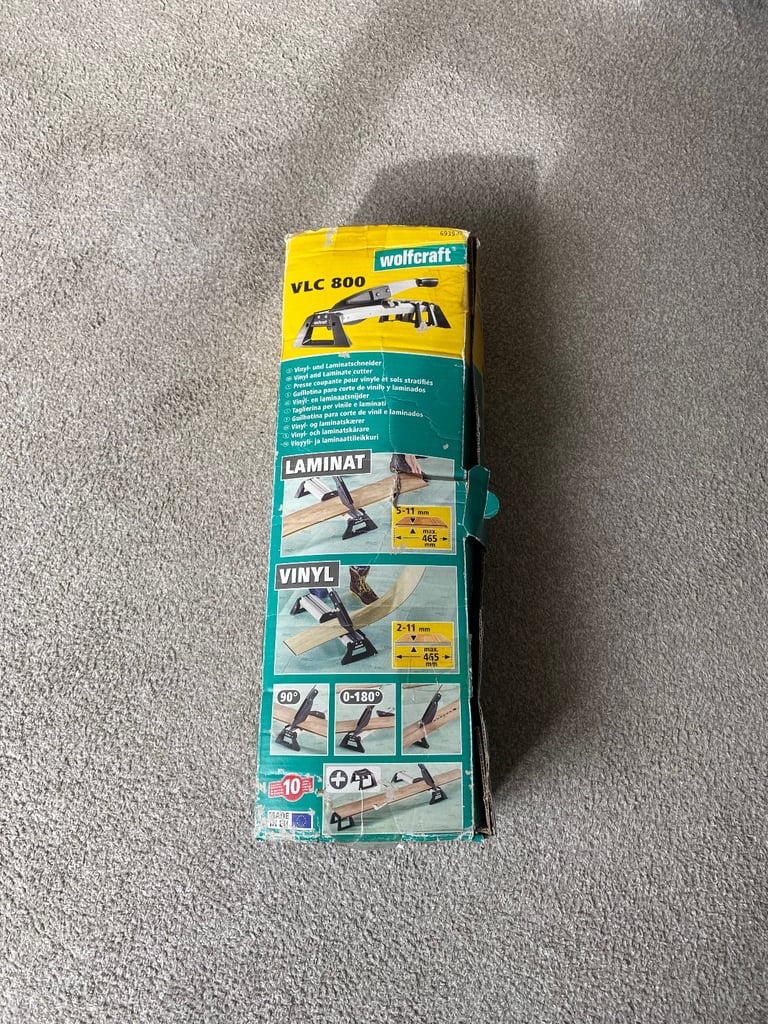 wolfcraft
VLC 800
Vinyl- und Laminatschneider
Vinyl and Laminate cutter
Presse coupante pour vinyle et sols stratifiés
Guillotina para corte de vinilo y laminados
Vinyl- en laminaatsnijder
Taglierina per vinile e laminati
Guilhotina para corte de vinil e laminados
Vinyl- og laminatskærer
Vinyl- och laminatskärare
Vinyyli- ja laminaattileikkuri
LAMINAT
5-11 mm
max.
465
mm
VINYL
2-11 mm
max.
465
mm
90°
0-180°
10
MADE
IN EU